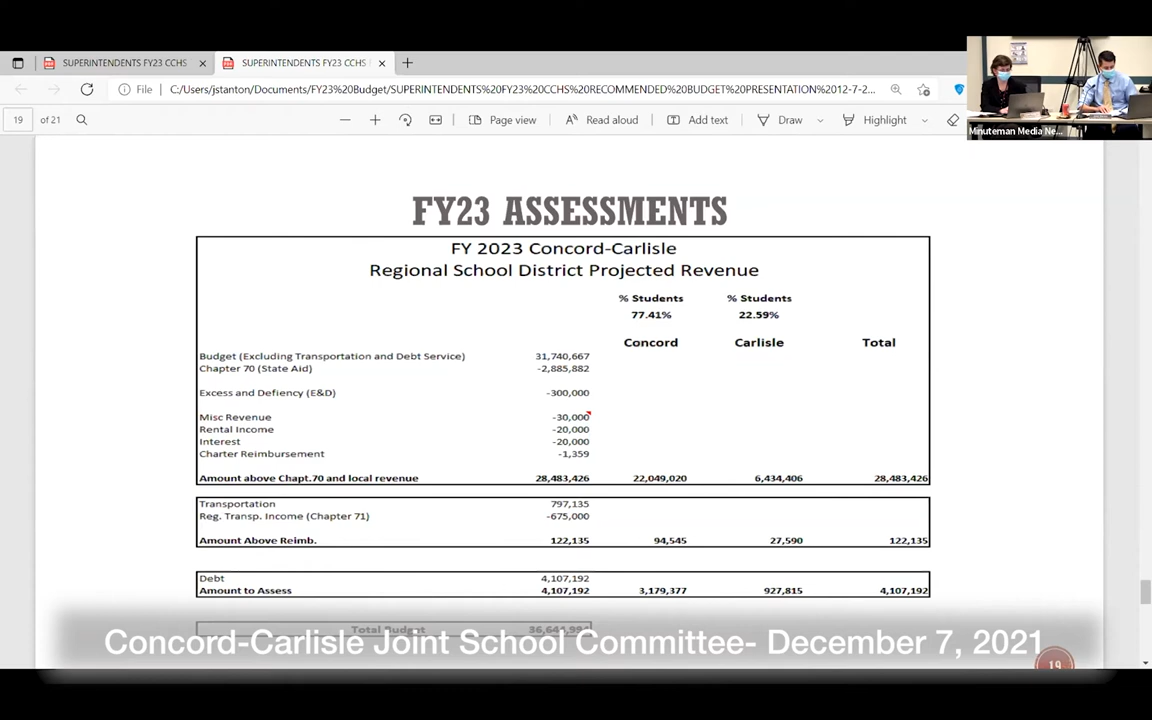 SUPERINTENDENTS FY23 CCHS
SUPERINTENDENTS FY23 CCHS
File C:/Users/jstanton/Documents/FY23%20Budget/SUPERINTENDENTS%20FY23%20CCHS%20RECOMMENDED%20BUDGET%20PRESENTATION%2012-7-2...
19 of 21 Page view Read aloud Add text Draw Highlight
Minuteman Media Ne...
FY23 ASSESSMENTS
FY 2023 Concord-Carlisle
Regional School District Projected Revenue
% Students % Students
77.41% 22.59%
Concord Carlisle Total
Budget (Excluding Transportation and Debt Service) 31,740,667
Chapter 70 (State Aid) -2,885,882
Excess and Defiency (E&D) -300,000
Misc Revenue -30,000
Rental Income -20,000
Interest -20,000
Charter Reimbursement -1,359
Amount above Chapt.70 and local revenue 28,483,426 22,049,020 6,434,406 28,483,426
Transportation 797,135
Reg. Transp. Income (Chapter 71) -675,000
Amount Above Reimb. 122,135 94,545 27,590 122,135
Debt 4,107,192
Amount to Assess 4,107,192 3,179,377 927,815 4,107,192
Total Budget 36,644,994
Concord-Carlisle Joint School Committee- December 7, 2021
19